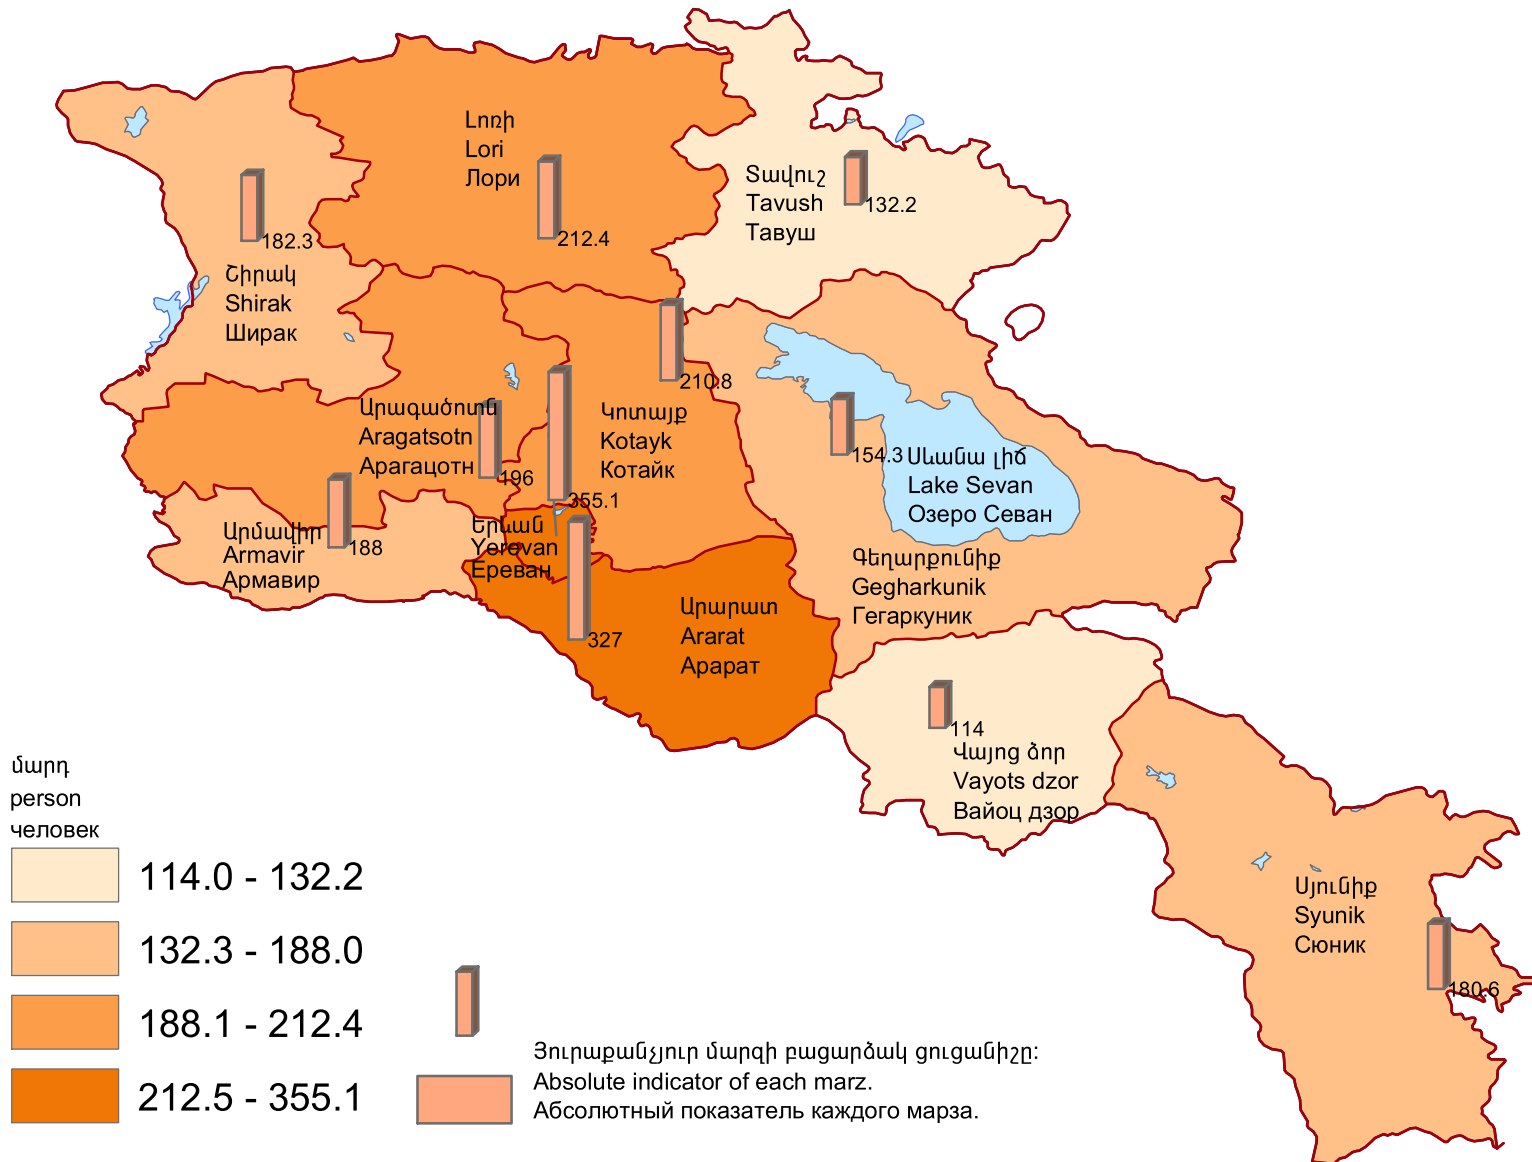 Լոռի
Lori
Лори
212.4
Տավուշ
Tavush
Тавуш
132.2
182.3
Շիրակ
Shirak
Ширак
210.8
Արագածոտն
Aragatsotn
Арагацотн
196
355.1
Կոտայք
Kotayk
Котайк
154.3
Սևանա լիճ
Lake Sevan
Озеро Севан
Արմավիր
Armavir
Армавир
188
Երևան
Yerevan
Ереван
327
Արարատ
Ararat
Арарат
Գեղարքունիք
Gegharkunik
Гегаркуник
114
Վայոց ձոր
Vayots dzor
Вайоц дзор
Սյունիք
Syunik
Сюник
180.6
մարդ
person
человек
114.0 - 132.2
132.3 - 188.0
188.1 - 212.4
212.5 - 355.1
Յուրաքանչյուր մարզի բացարձակ ցուցանիշը:
Absolute indicator of each marz.
Абсолютный показатель каждого марза.